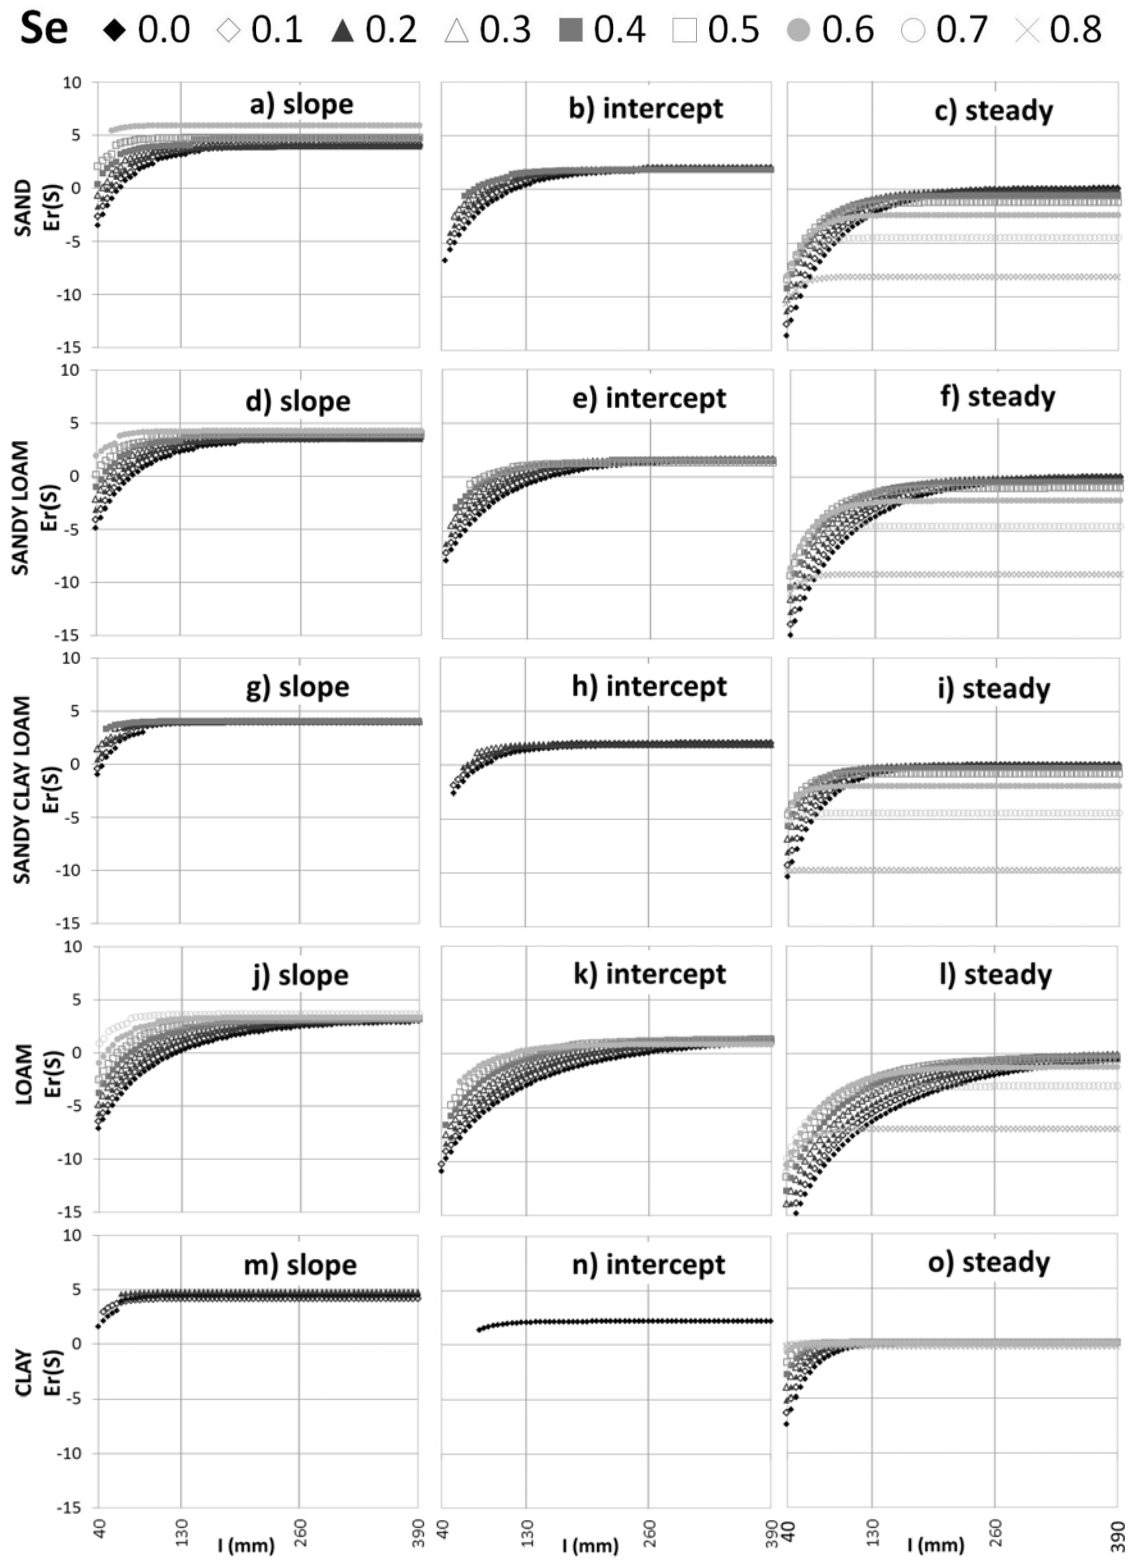 Se 0.0 0.1 0.2 0.3 0.4 0.5 0.6 0.7 0.8
SAND
Er(S)
10
5
0
-5
-10
-15
a) slope
b) intercept
c) steady
SANDY LOAM
Er(S)
10
5
0
-5
-10
-15
d) slope
e) intercept
f) steady
SANDY CLAY LOAM
Er(S)
10
5
0
-5
-10
-15
g) slope
h) intercept
i) steady
LOAM
Er(S)
10
5
0
-5
-10
-15
j) slope
k) intercept
l) steady
CLAY
Er(S)
10
5
0
-5
-10
-15
m) slope
n) intercept
o) steady
40 130 260 390
I (mm)
40 130 260 390
I (mm)
40 130 260 390
I (mm)